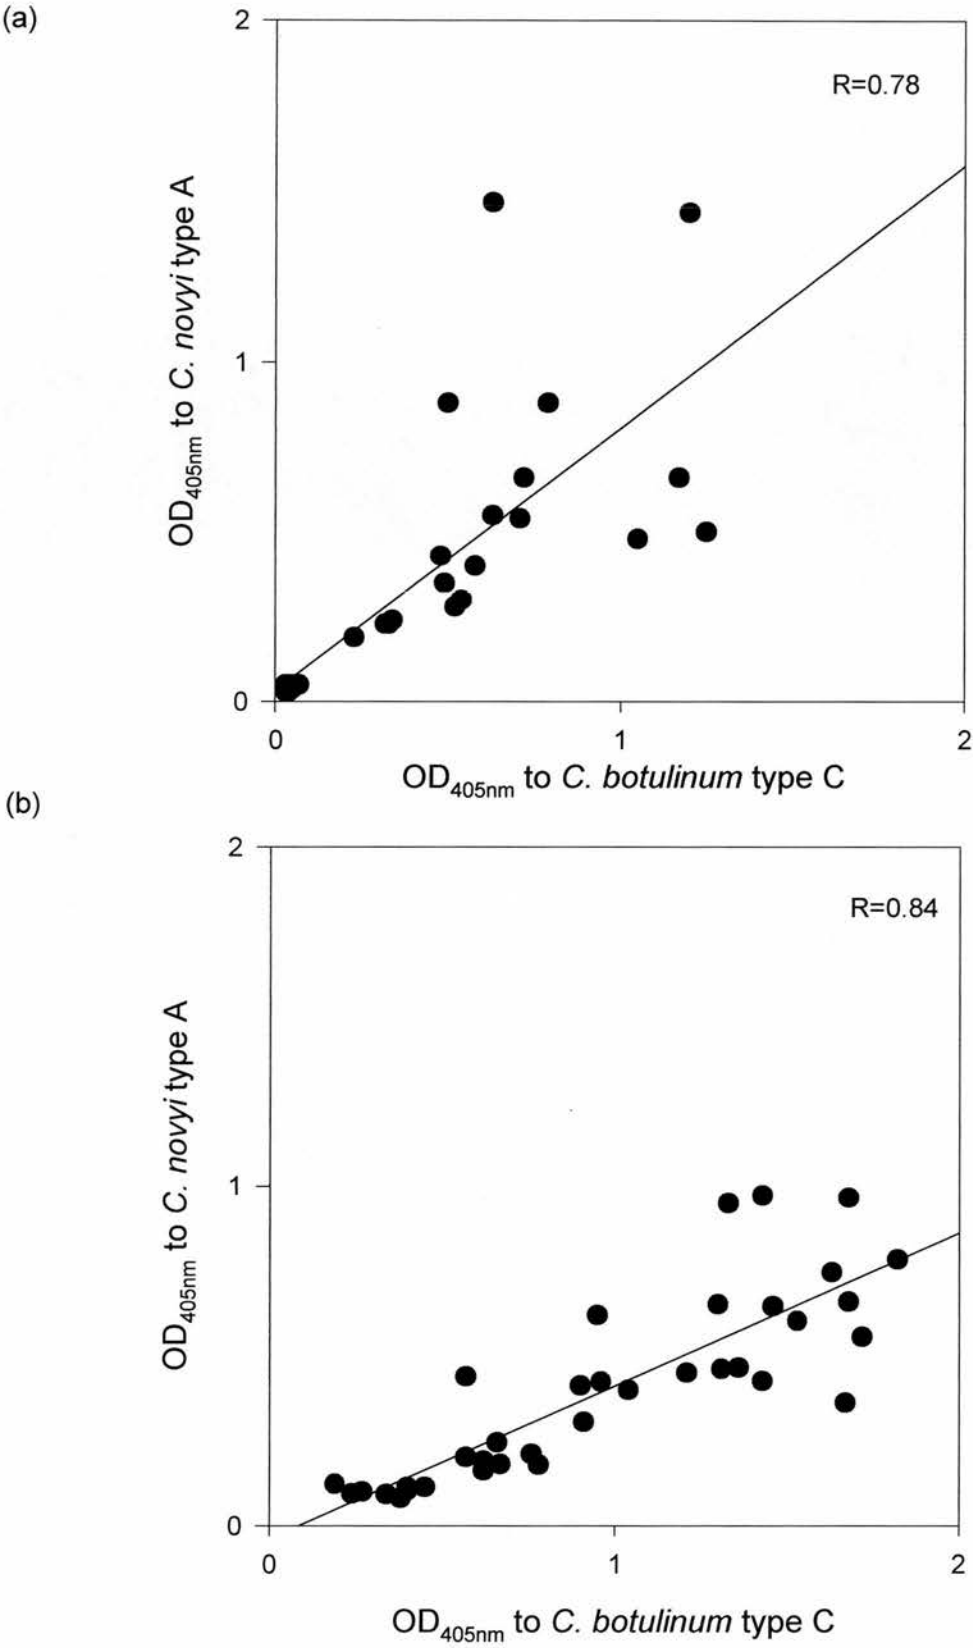 (a)
2
R=0.78
OD405nm to C. novyi type A
1
0
0 1 2
OD405nm to C. botulinum type C
(b)
2
R=0.84
OD405nm to C. novyi type A
1
0
0 1 2
OD405nm to C. botulinum type C